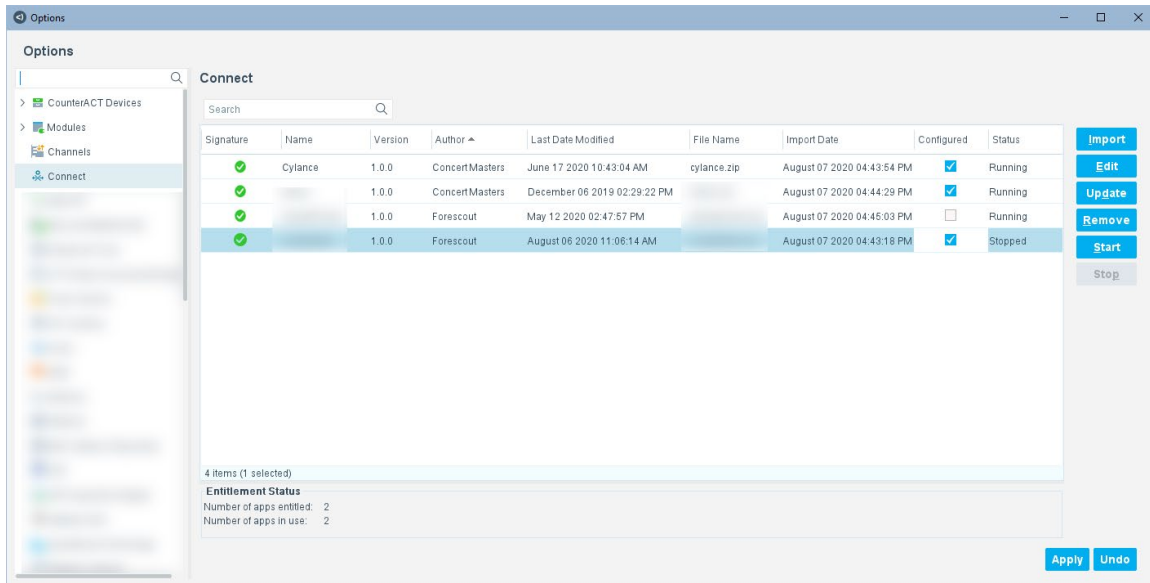 Options
Options
Connect
CounterACT Devices
Modules
Channels
Connect
Search
Signature Name Version Author Last Date Modified File Name Import Date Configured Status
Cylance 1.0.0 ConcertMasters June 17 2020 10:43:04 AM cylance.zip August 07 2020 04:43:54 PM Running
1.0.0 ConcertMasters December 06 2019 02:29:22 PM August 07 2020 04:44:29 PM Running
1.0.0 Forescout May 12 2020 02:47:57 PM August 07 2020 04:45:03 PM Running
1.0.0 Forescout August 06 2020 11:06:14 AM August 07 2020 04:43:18 PM Stopped
Import
Edit
Update
Remove
Start
Stop
4 items (1 selected)
Entitlement Status
Number of apps entitled: 2
Number of apps in use: 2
Apply Undo